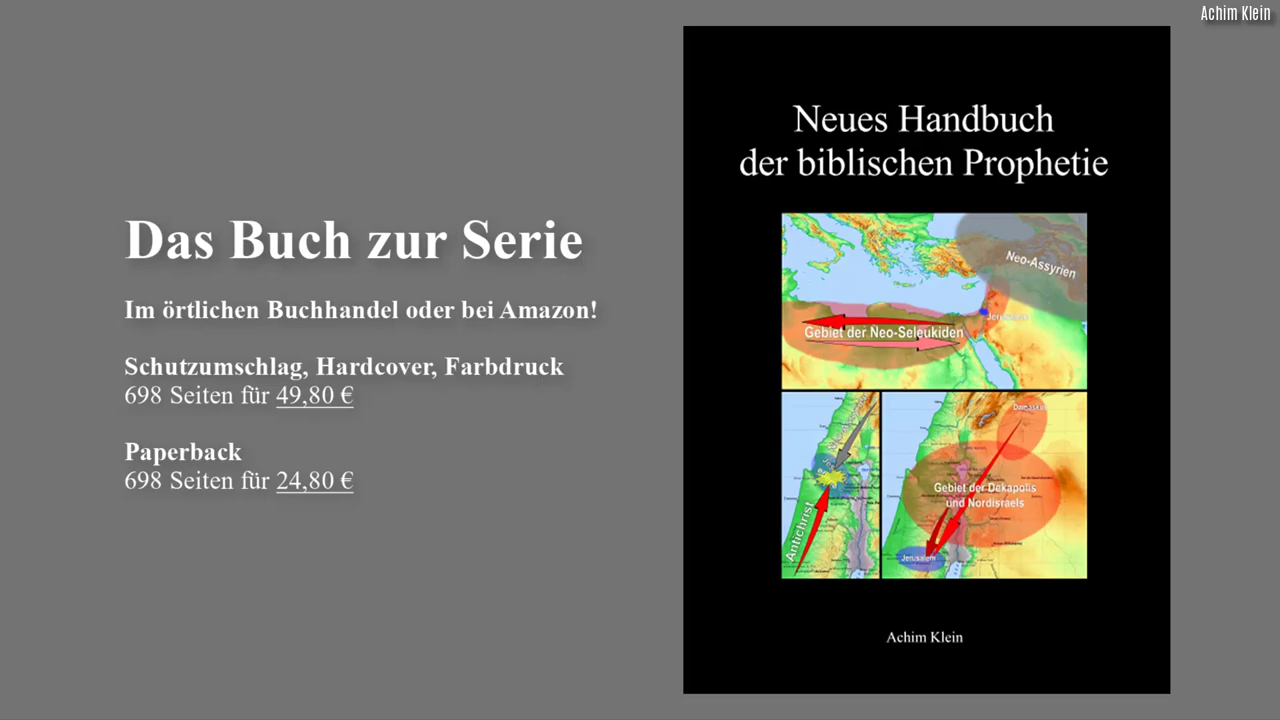 Achim Klein
Das Buch zur Serie
Im örtlichen Buchhandel oder bei Amazon!
Schutzumschlag, Hardcover, Farbdruck
698 Seiten für 49,80 €
Paperback
698 Seiten für 24,80 €
Neues Handbuch
der biblischen Prophetie
Neo-Assyrien
Jerusalem
Gebiet der Neo-Seleukiden
Damaskus
Gebiet der Dekapolis
und Nordisraels
Antichrist
Jerusalem
Achim Klein